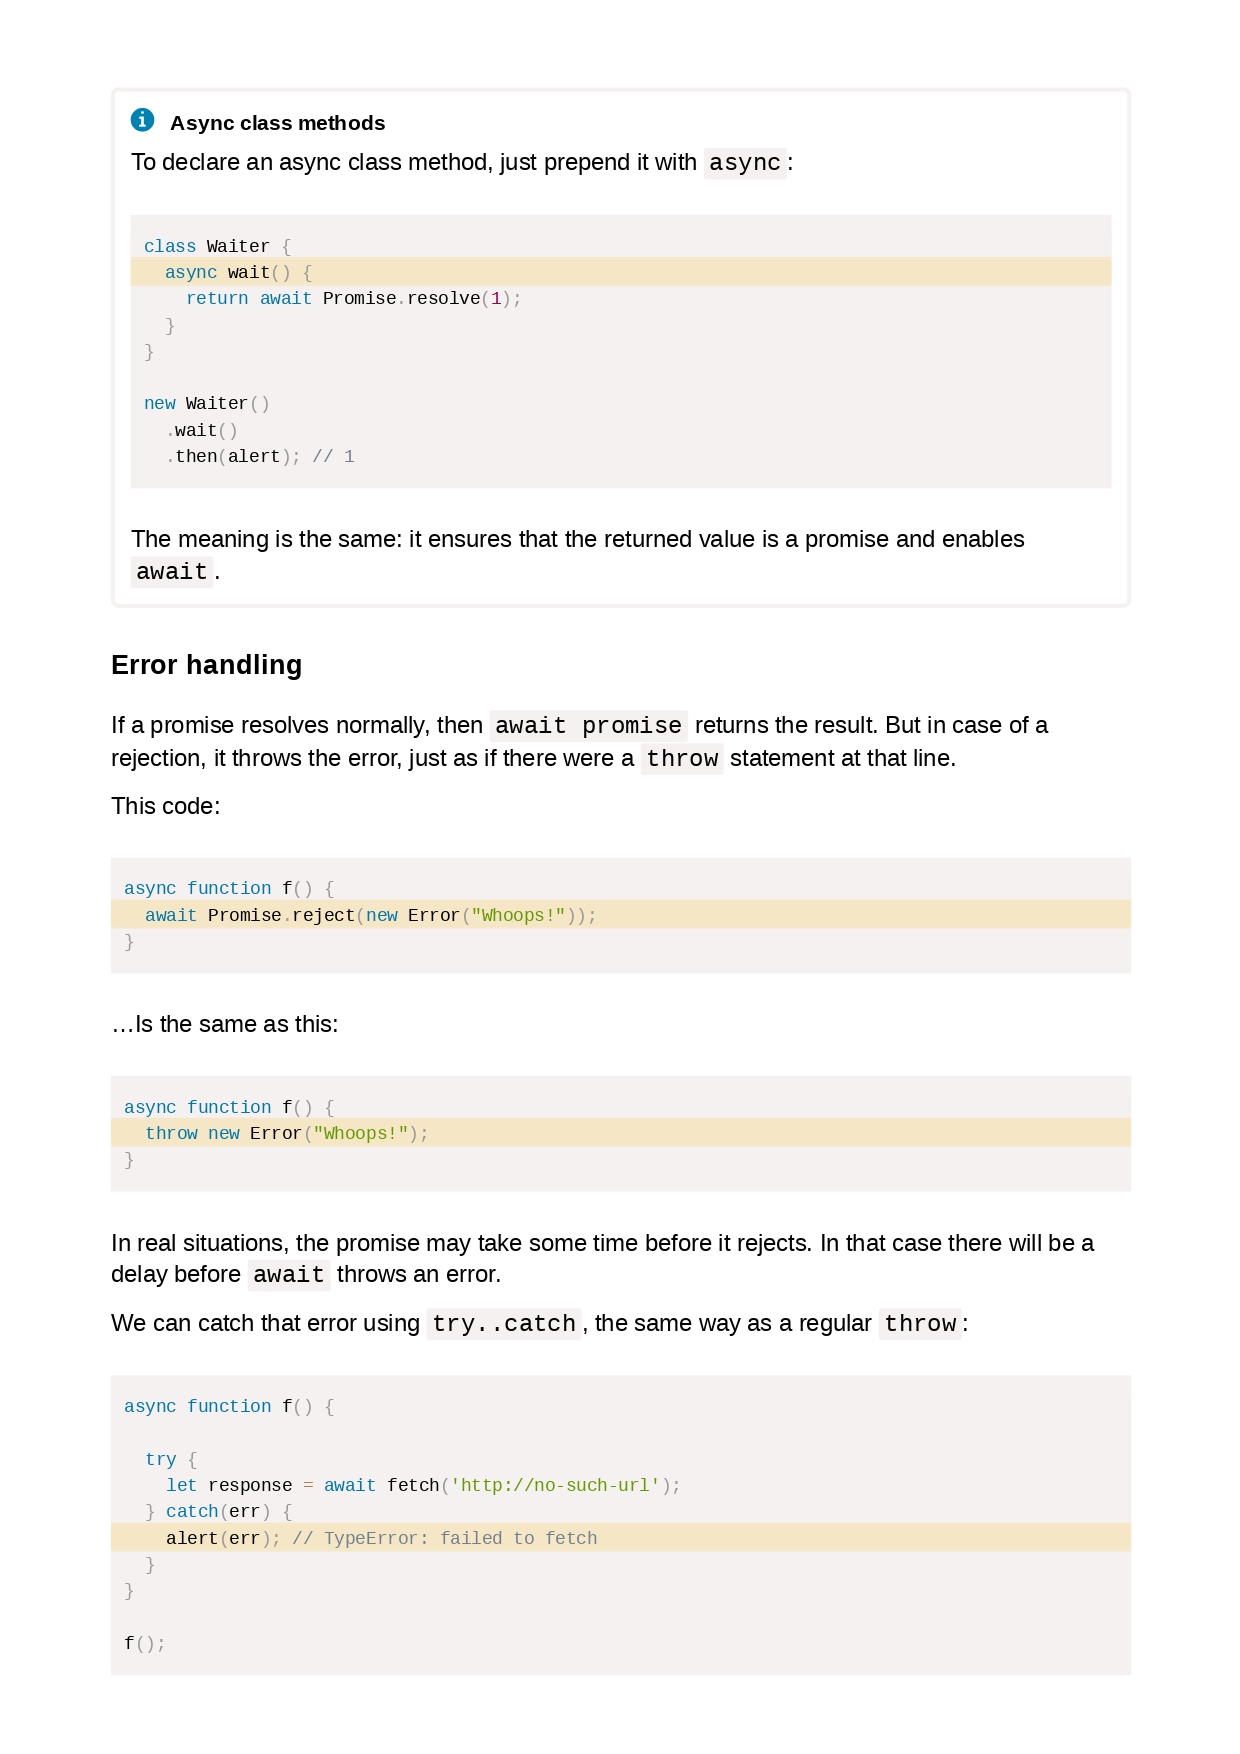 Async class methods
To declare an async class method, just prepend it with async:
class Waiter {
  async wait() {
    return await Promise.resolve(1);
  }
}
new Waiter()
  .wait()
  .then(alert); // 1
The meaning is the same: it ensures that the returned value is a promise and enables
await.
Error handling
If a promise resolves normally, then await promise returns the result. But in case of a
rejection, it throws the error, just as if there were a throw statement at that line.
This code:
async function f() {
  await Promise.reject(new Error("Whoops!"));
}
…Is the same as this:
async function f() {
  throw new Error("Whoops!");
}
In real situations, the promise may take some time before it rejects. In that case there will be a
delay before await throws an error.
We can catch that error using try..catch, the same way as a regular throw:
async function f() {
  try {
    let response = await fetch('http://no-such-url');
  } catch(err) {
    alert(err); // TypeError: failed to fetch
  }
}
f();